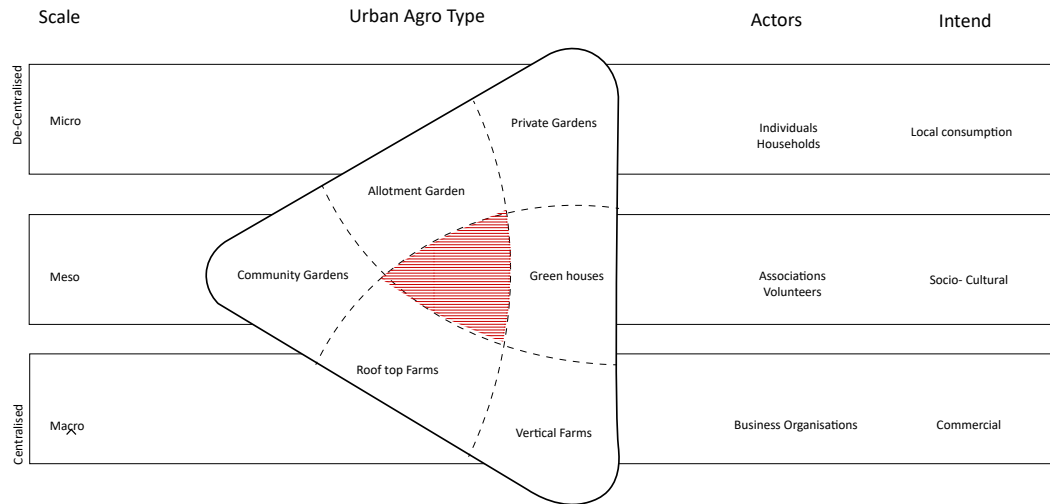 Scale
Urban Agro Type
Actors
Intend
De-Centralised
Micro
Private Gardens
Individuals
Households
Local consumption
Allotment Garden
Meso
Community Gardens
Green houses
Associations
Volunteers
Socio- Cultural
Roof top Farms
Centralised
Macro
Vertical Farms
Business Organisations
Commercial